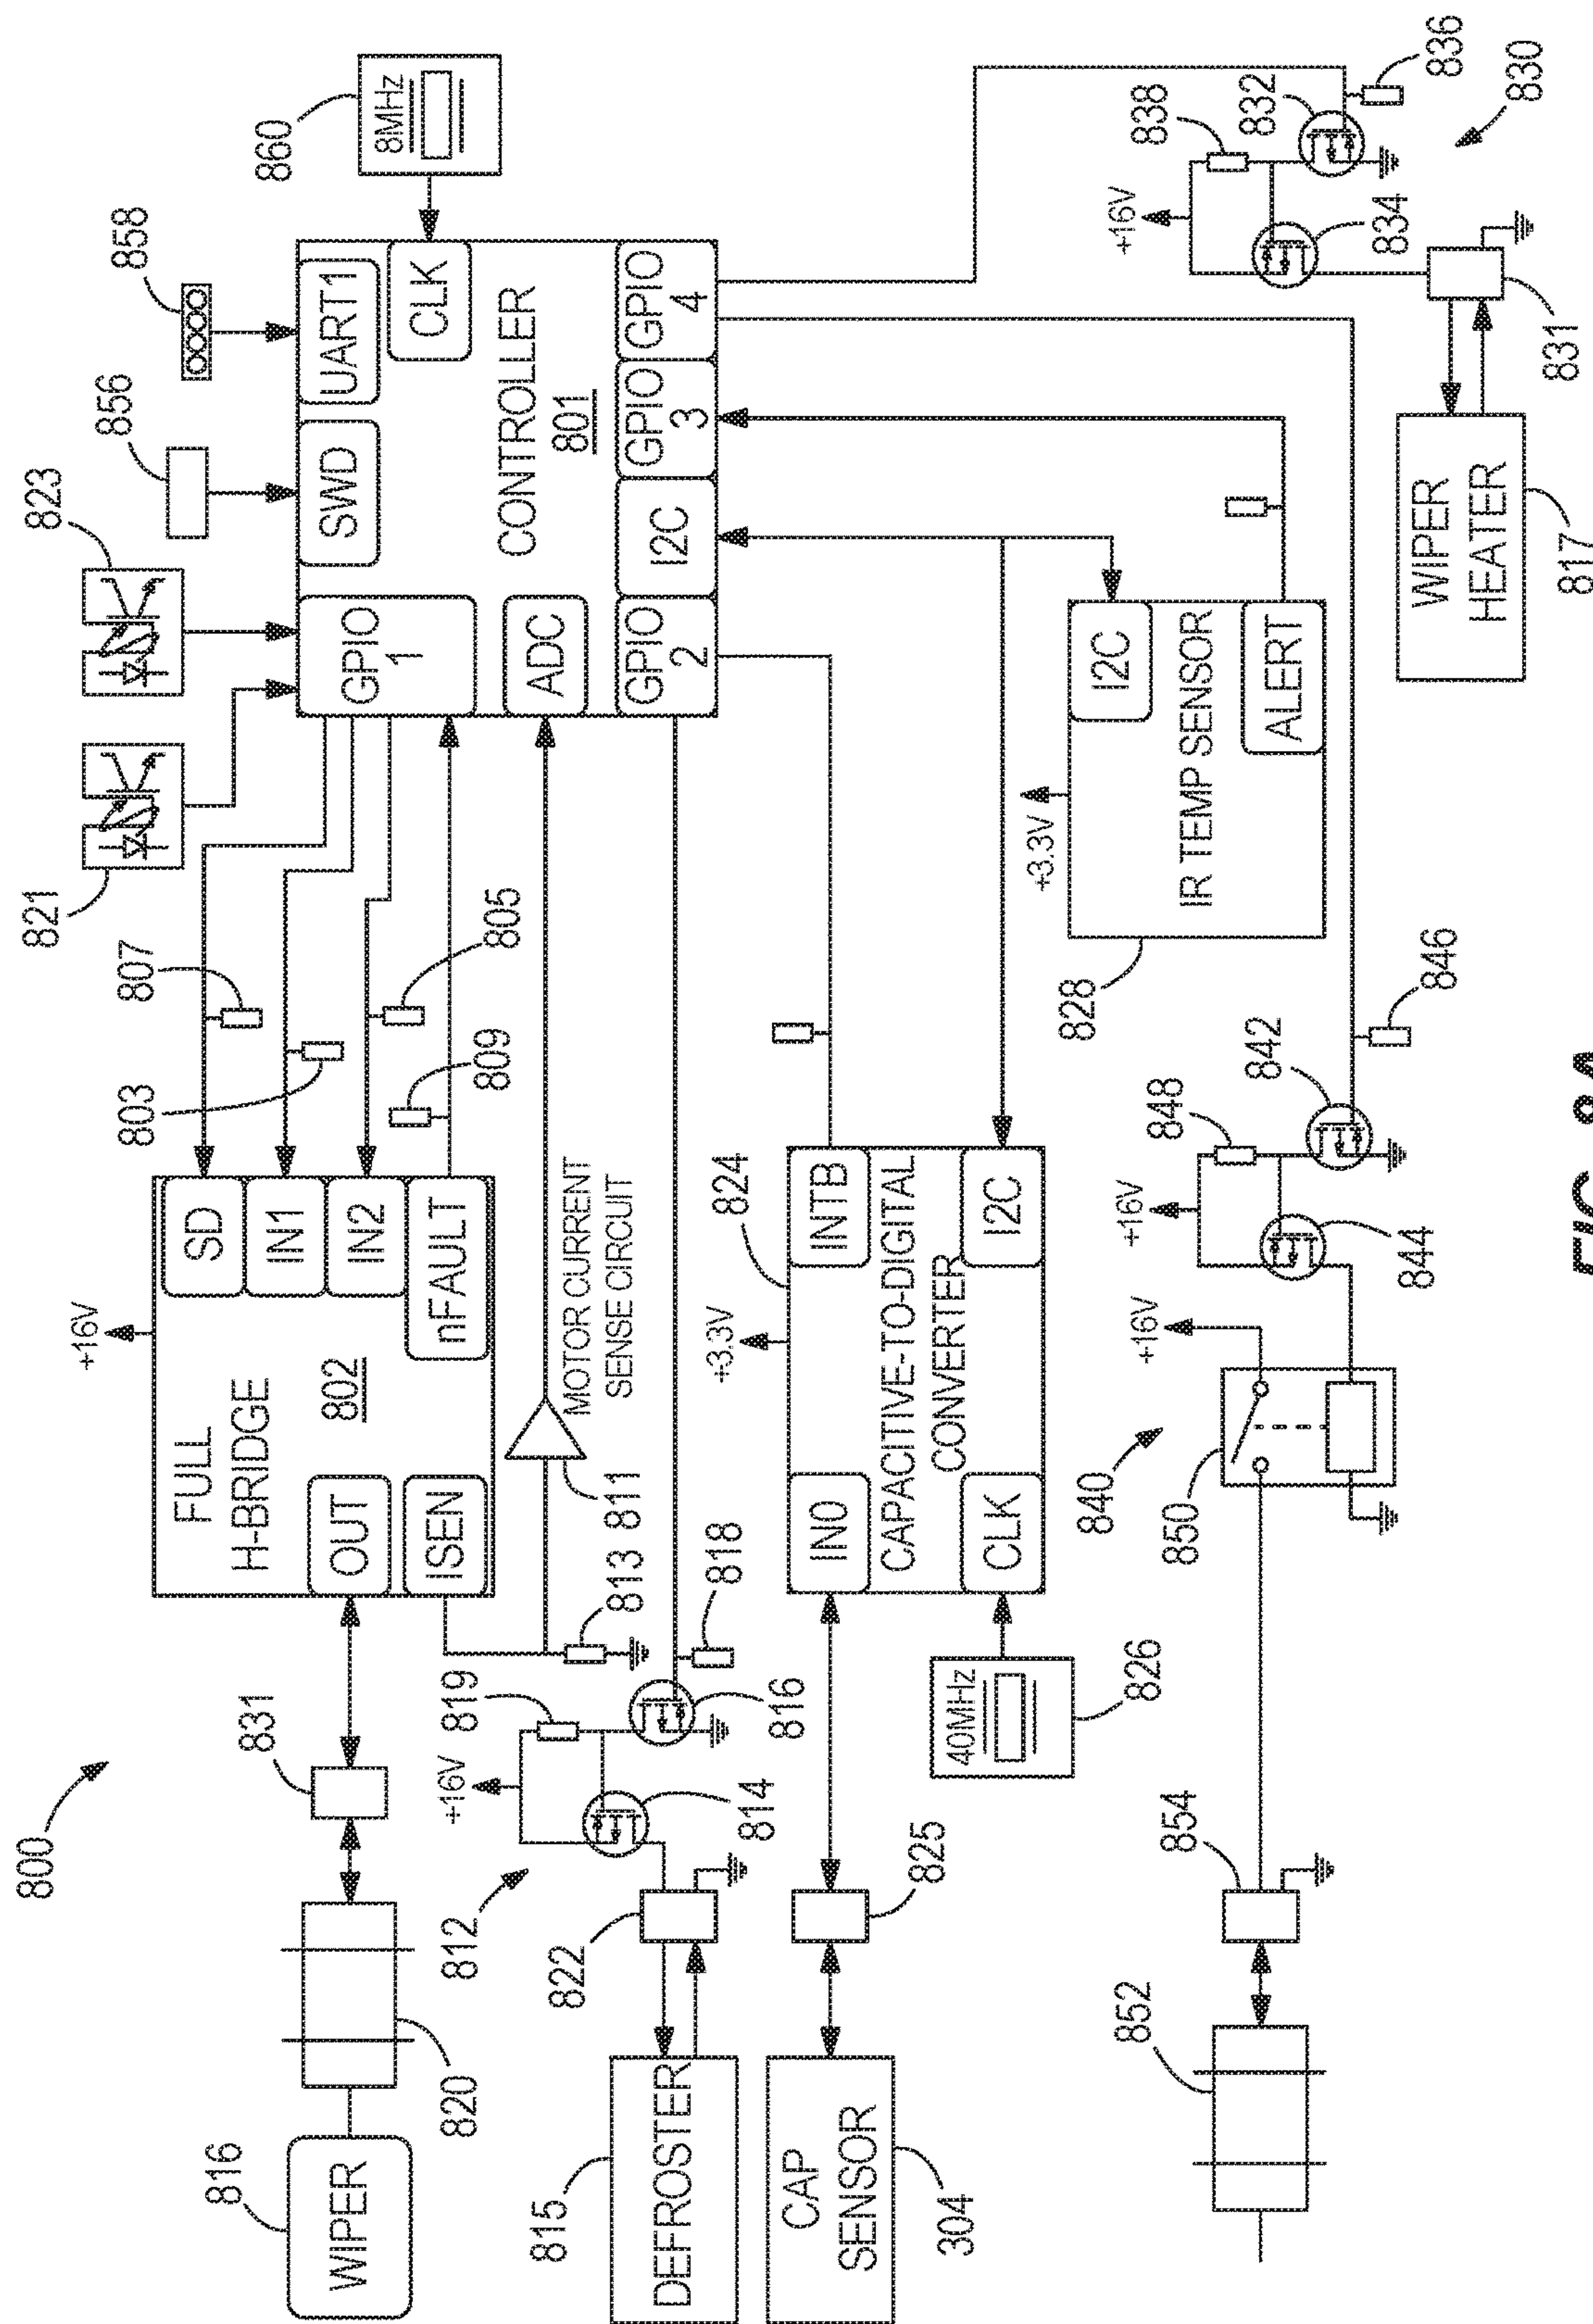 800
821
823
856
858
860
8MHz
807
803
805
809
+16V
FULL
H-BRIDGE
802
SD
IN1
IN2
nFAULT
OUT
ISEN
831
816
WIPER
820
GPIO
1
SWD
UART1
CLK
ADC
CONTROLLER
801
GPIO
2
I2C
GPIO
3
GPIO
4
MOTOR CURRENT
SENSE CIRCUIT
811
813
812
+16V
819
814
816
818
822
815
DEFROSTER
CAP
SENSOR
304
825
824
+3.3V
IN0
INTB
CAPACITIVE-TO-DIGITAL
CONVERTER
CLK
I2C
40MHz
826
+3.3V
I2C
IR TEMP SENSOR
ALERT
828
840
850
+16V
+16V
848
844
842
846
852
854
830
+16V
838
832
836
834
831
WIPER
HEATER
817
FIG. 8A